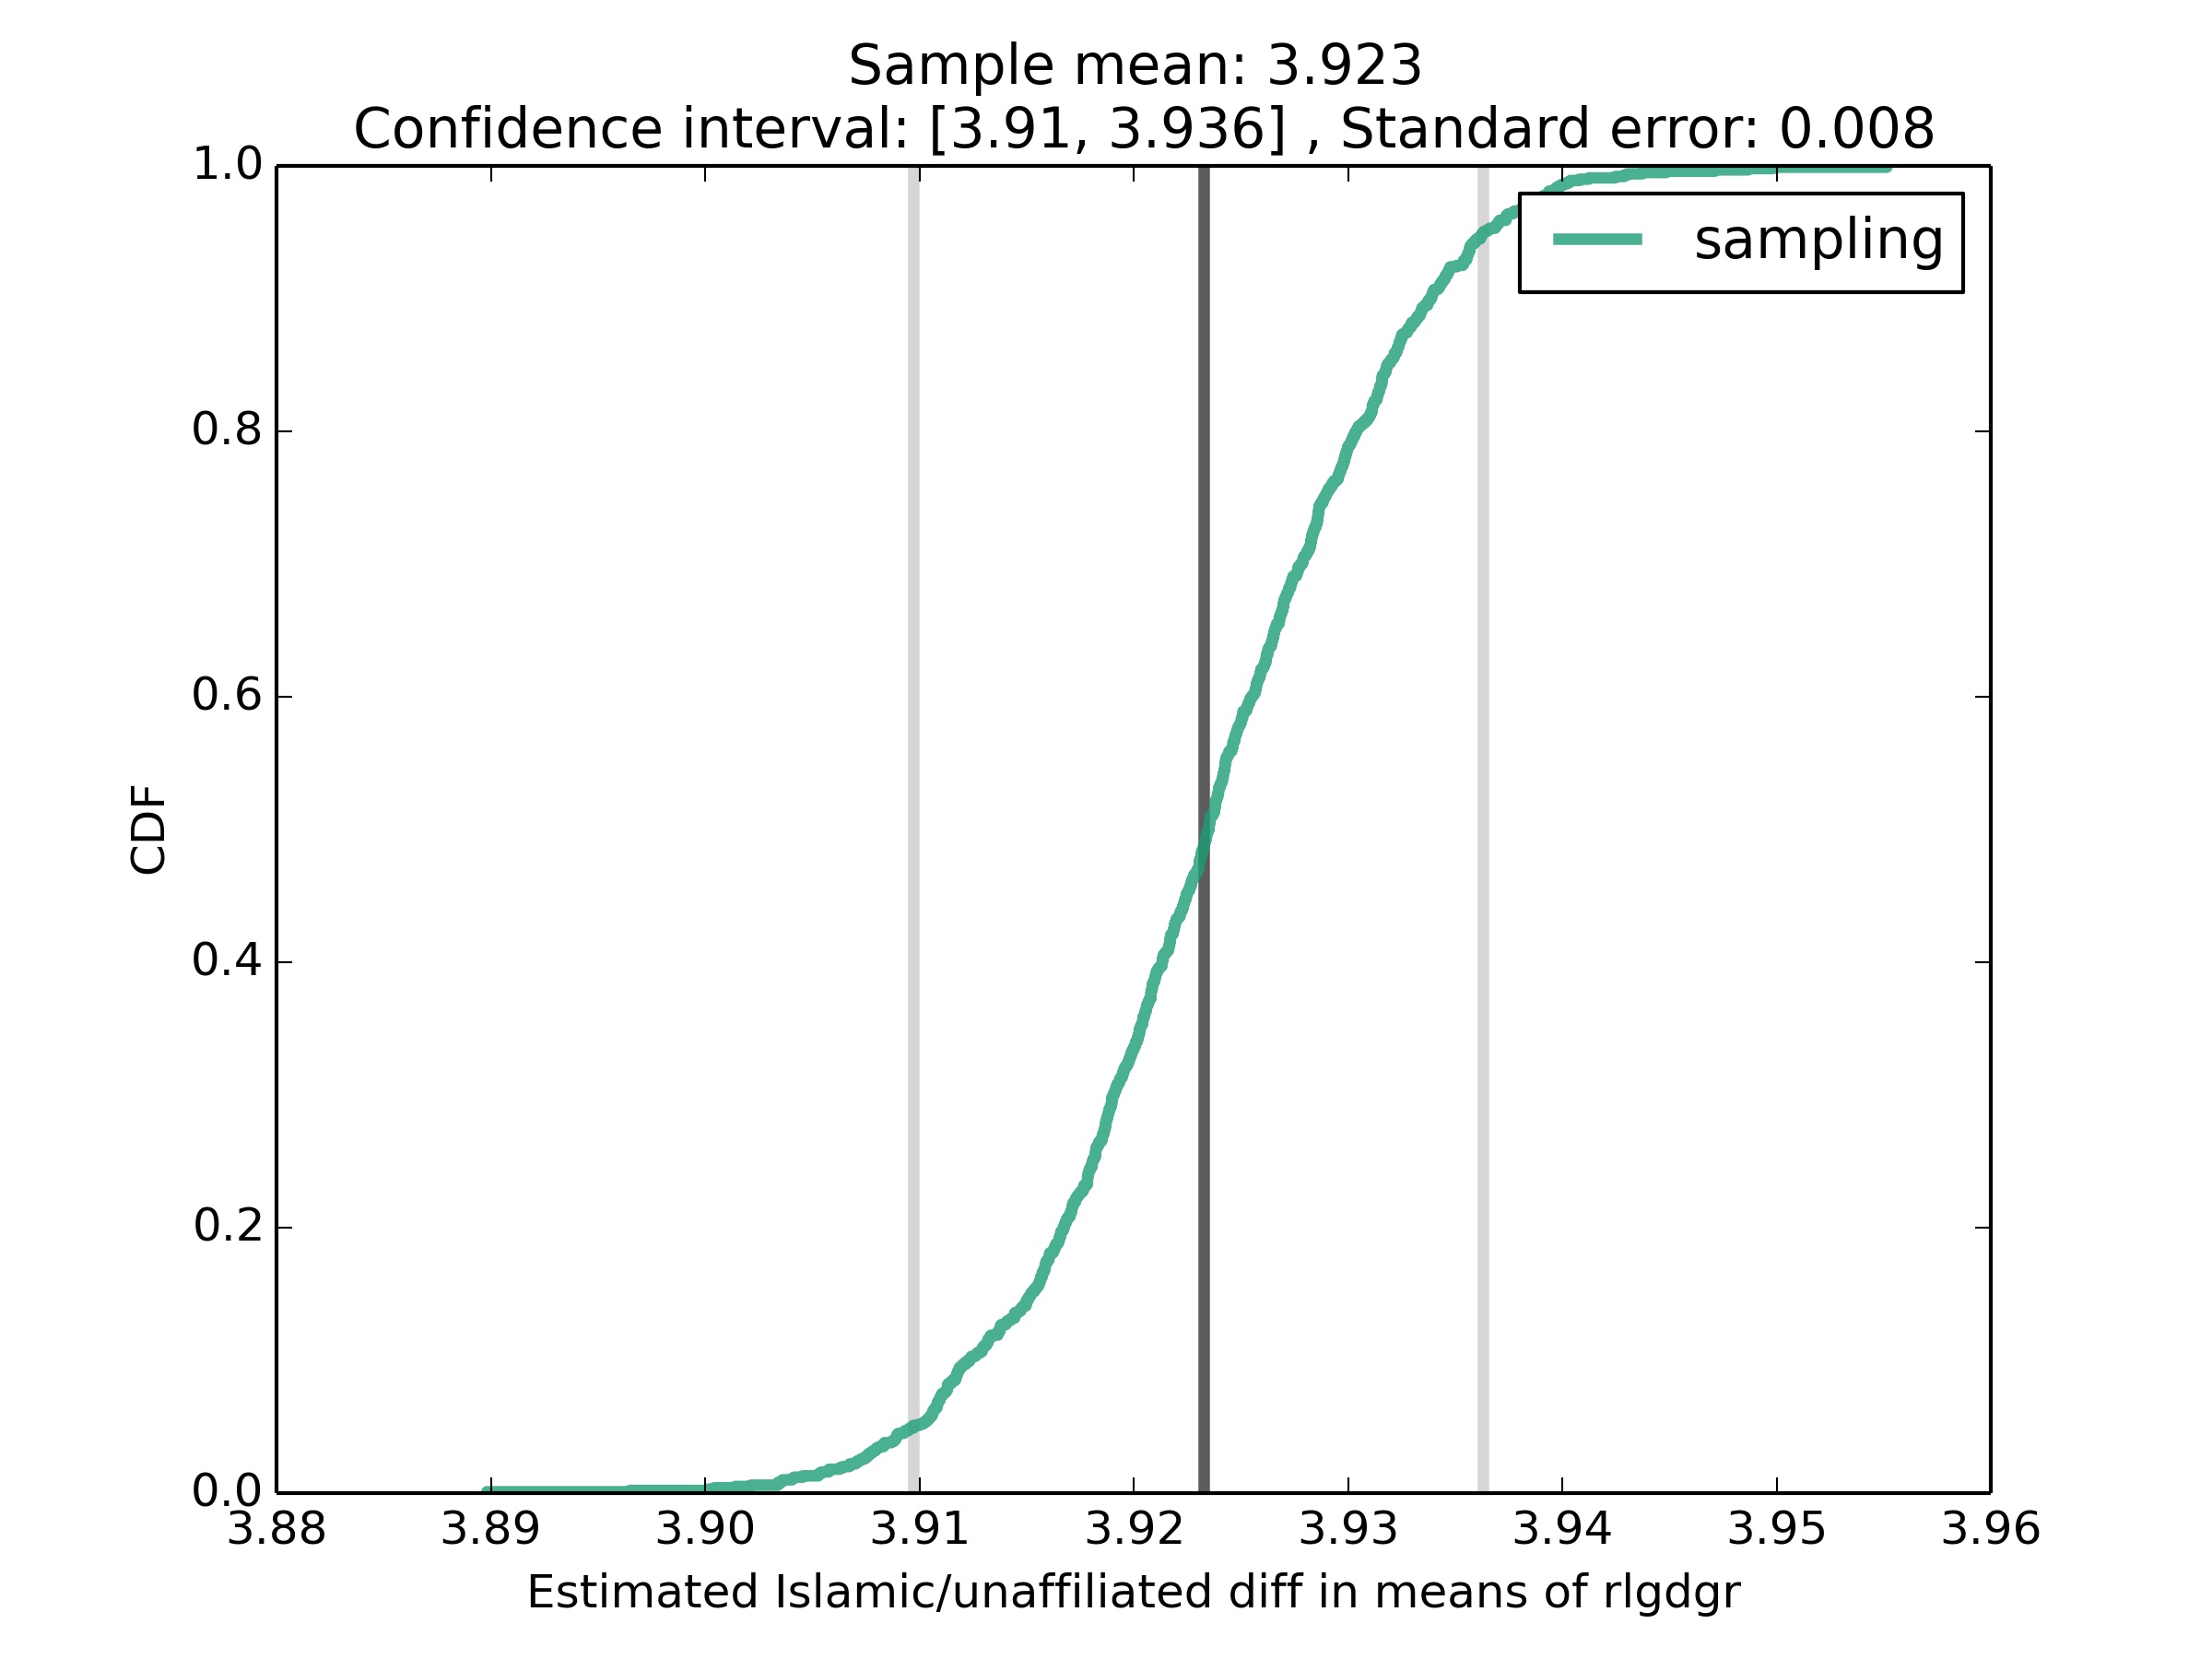 Sample mean: 3.923
Confidence interval: [3.91, 3.936] , Standard error: 0.008
1.0
sampling
0.8
0.6
CDF
0.4
0.2
0.0
3.88 3.89 3.90 3.91 3.92 3.93 3.94 3.95 3.96
Estimated Islamic/unaffiliated diff in means of rlgdgr